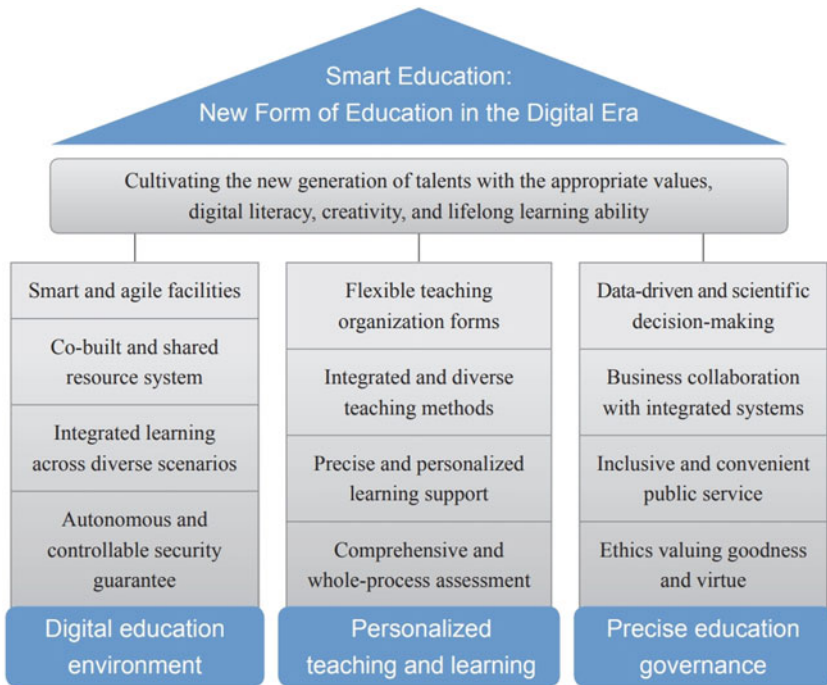 Smart Education:
New Form of Education in the Digital Era
Cultivating the new generation of talents with the appropriate values,
digital literacy, creativity, and lifelong learning ability
Smart and agile facilities
Co-built and shared
resource system
Integrated learning
across diverse scenarios
Autonomous and
controllable security
guarantee
Digital education
environment
Flexible teaching
organization forms
Integrated and diverse
teaching methods
Precise and personalized
learning support
Comprehensive and
whole-process assessment
Personalized
teaching and learning
Data-driven and scientific
decision-making
Business collaboration
with integrated systems
Inclusive and convenient
public service
Ethics valuing goodness
and virtue
Precise education
governance